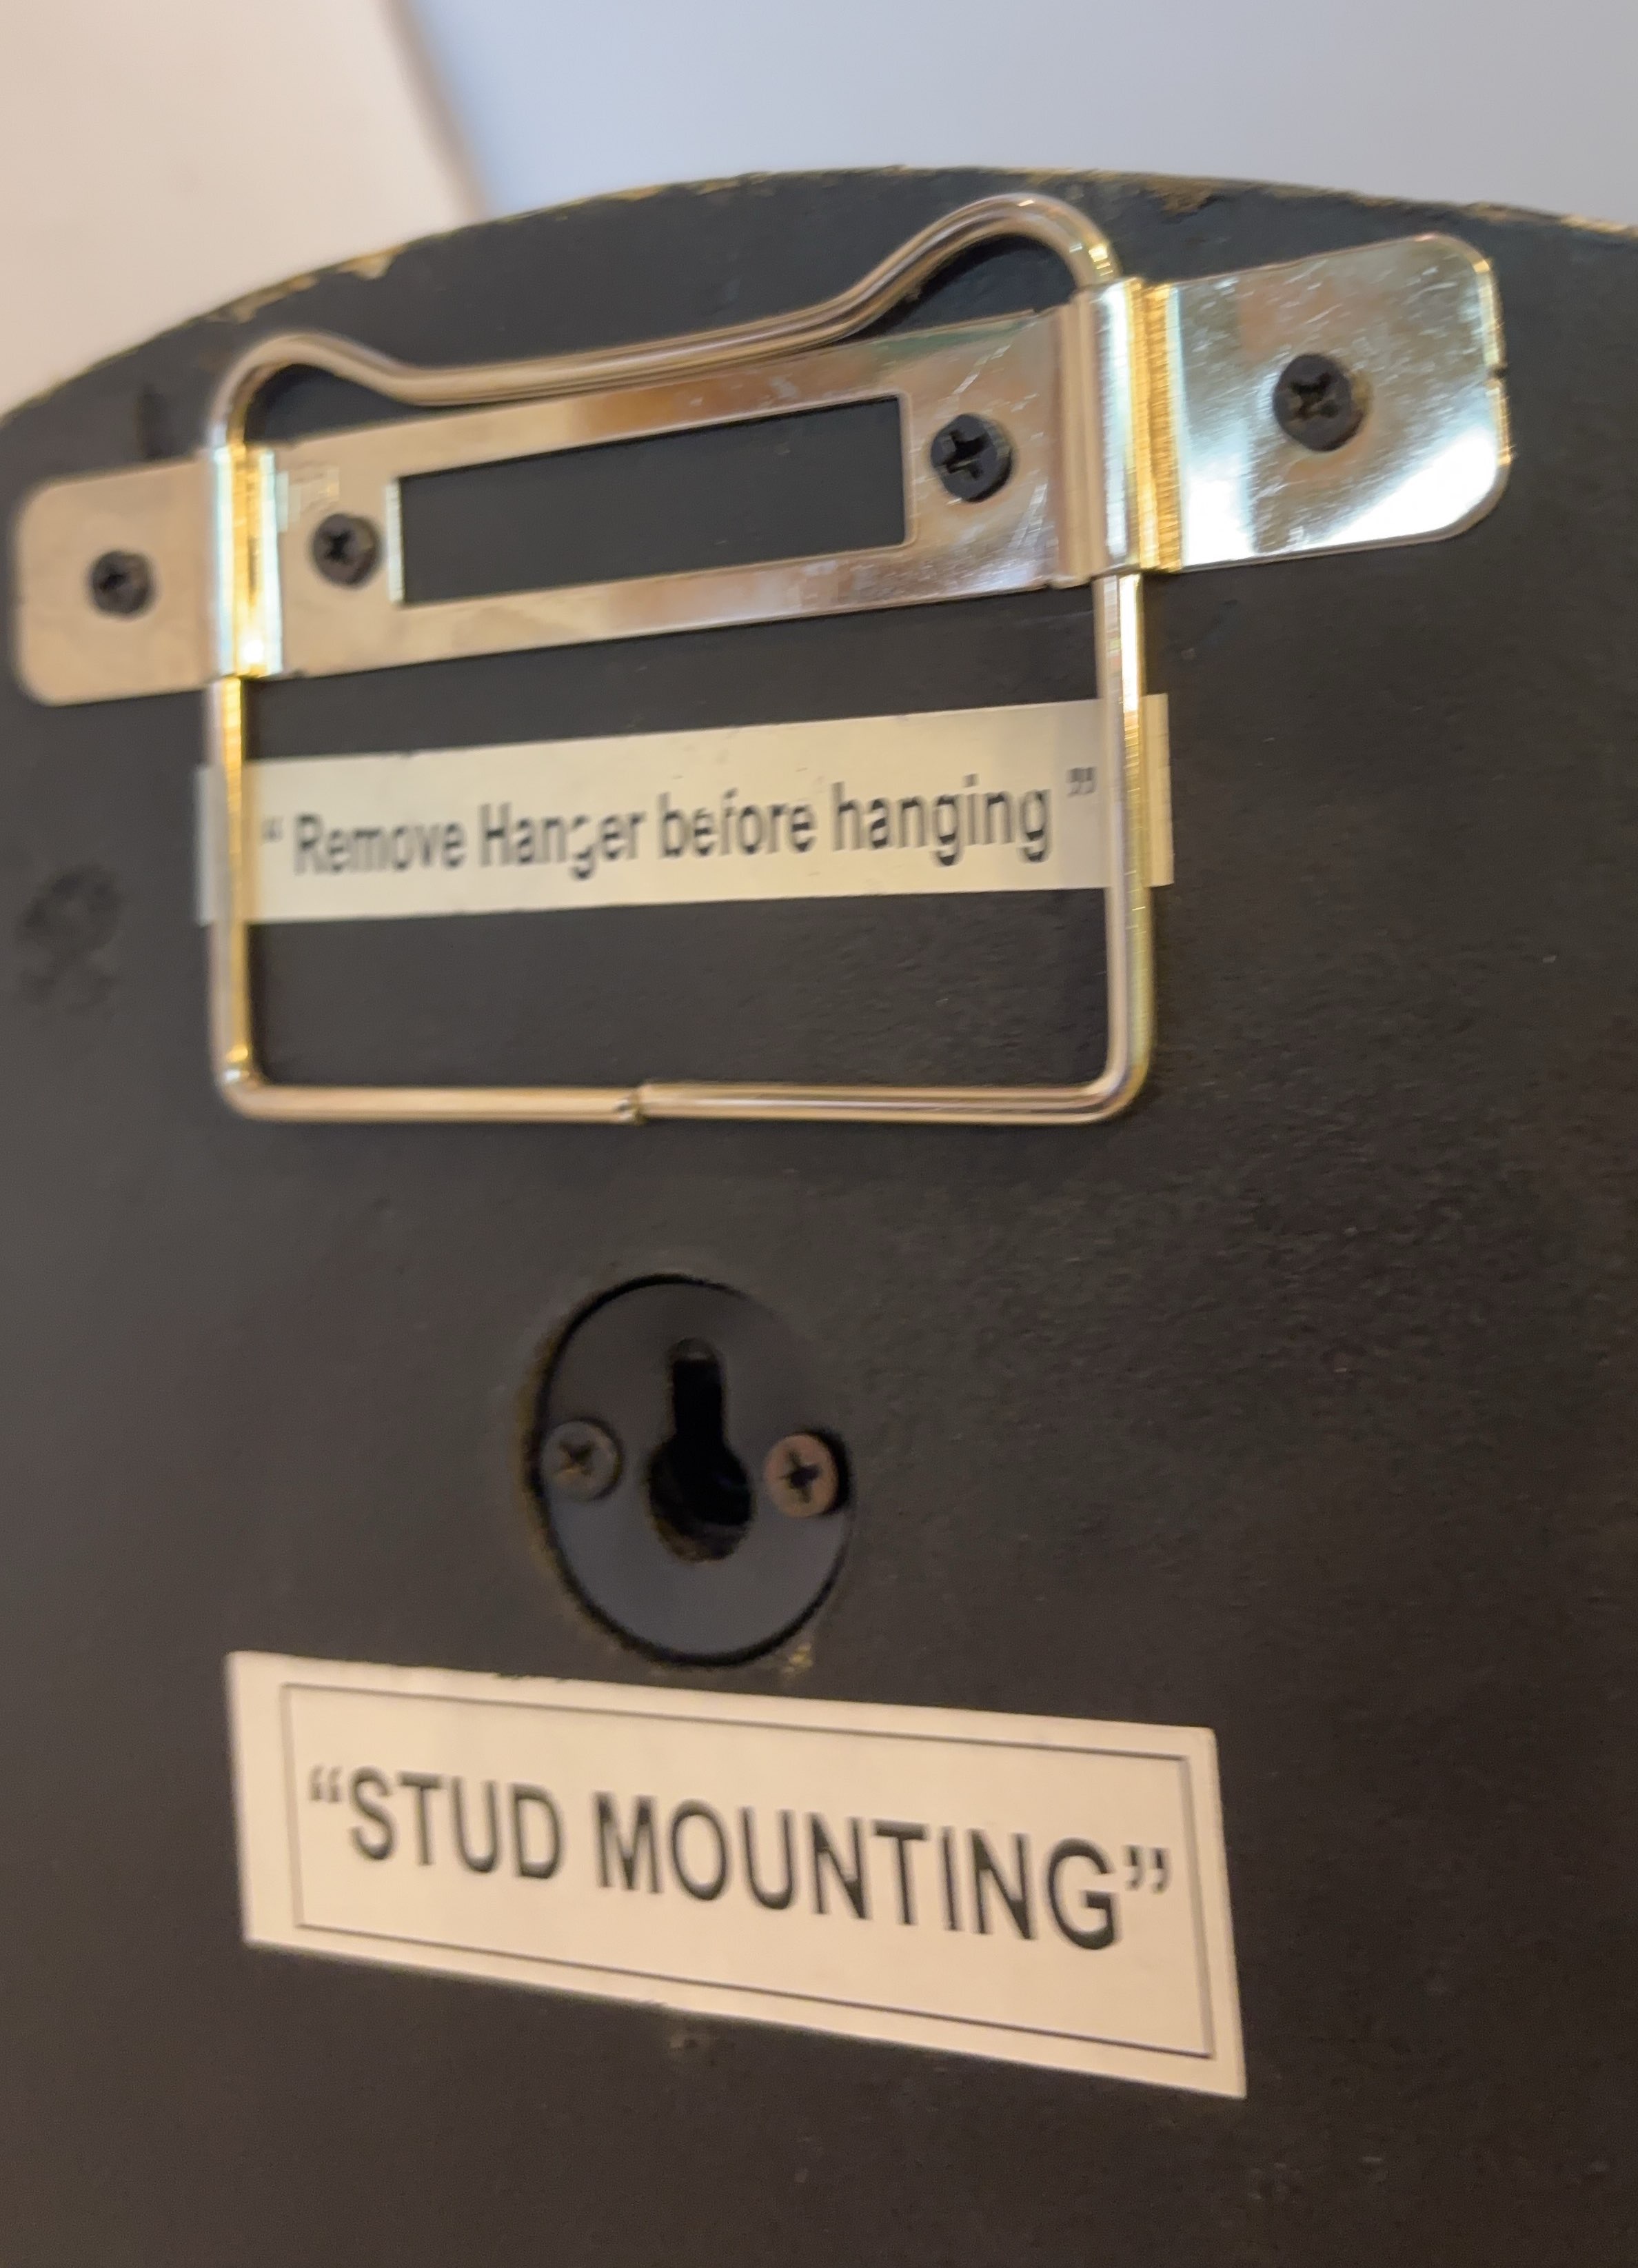 “ Remove Hanger before hanging ”
“STUD MOUNTING”